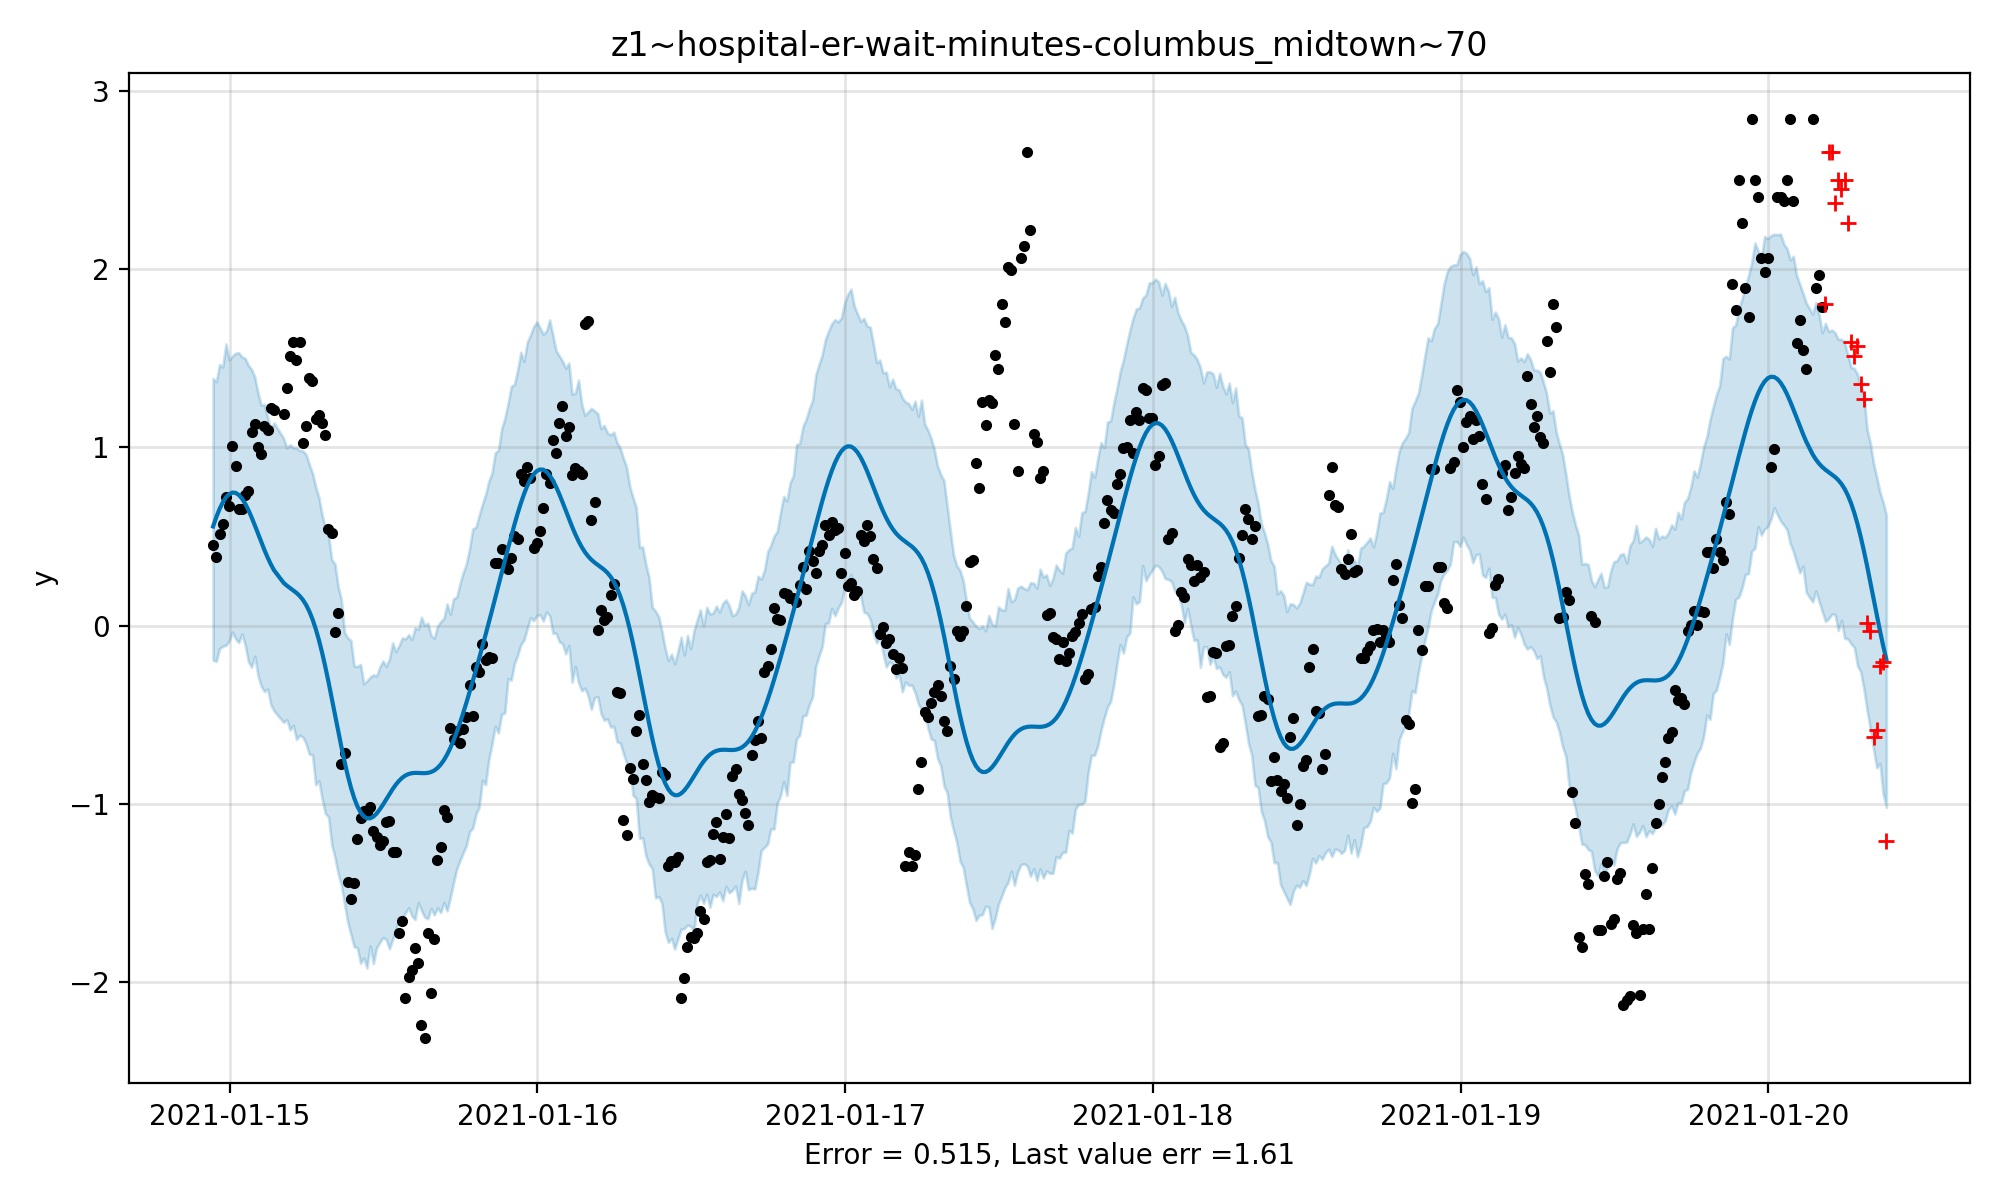 z1~hospital-er-wait-minutes-columbus_midtown~70
3
2
1
0
−1
−2
y
2021-01-15 2021-01-16 2021-01-17 2021-01-18 2021-01-19 2021-01-20
Error = 0.515, Last value err =1.61